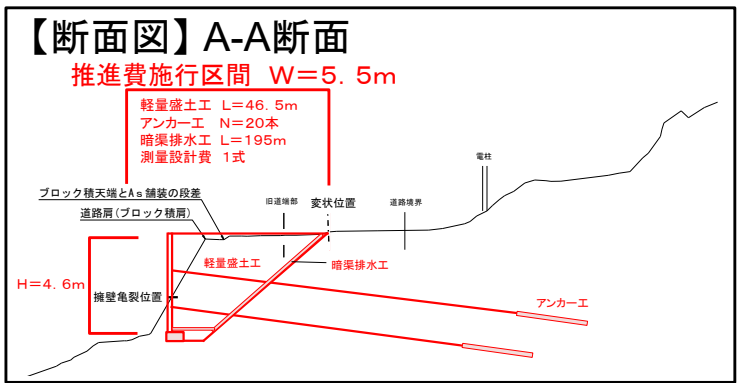 【断面図】A-A断面
推進費施行区間 W=5.5m
軽量盛土工 L=46.5m
アンカー工 N=20本
暗渠排水工 L=195m
測量設計費 1式
電柱
ブロック積天端とAs舗装の段差
旧道端部
変状位置
道路境界
道路肩(ブロック積肩)
軽量盛土工
暗渠排水工
H=4.6m
擁壁亀裂位置
アンカー工